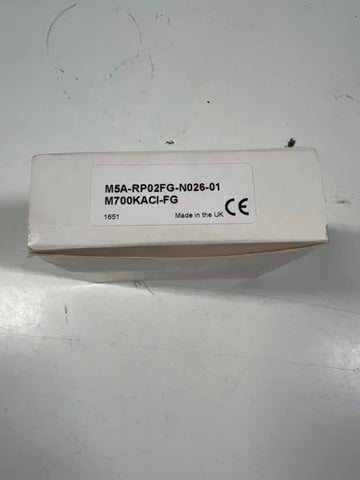 M5A-RP02FG-N026-01
M700KACI-FG
1651 Made in the UK CE